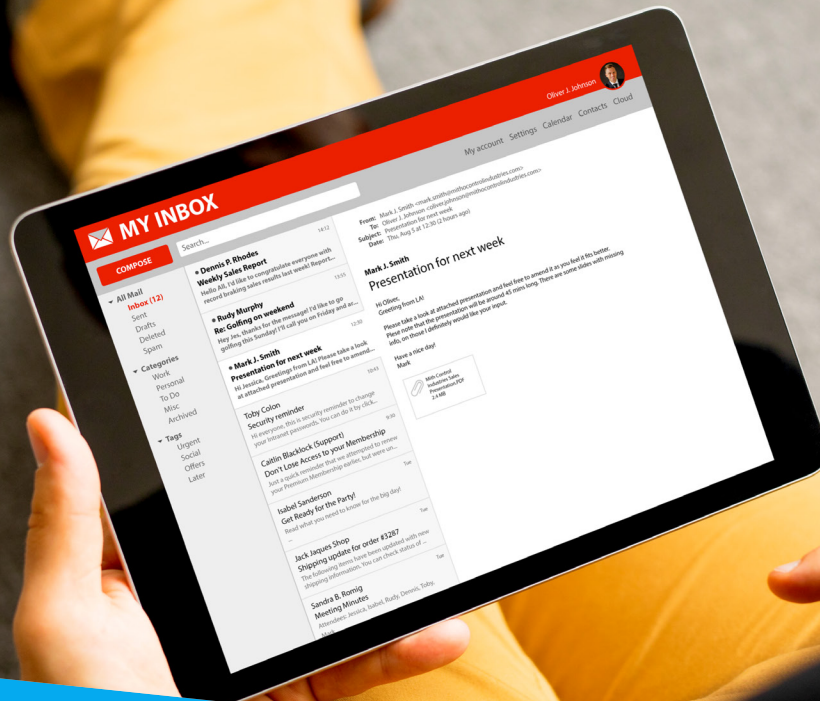 MY INBOX
Oliver J. Johnson
My account Settings Calendar Contacts Cloud
COMPOSE
Search...
All Mail
Inbox (12)
Sent
Drafts
Deleted
Spam
Categories
Work
Personal
To Do
Misc
Archived
Tags
Urgent
Social
Offers
Later
Dennis P. Rhodes 14:12
Weekly Sales Report
Hello All, I'd like to congratulate everyone with
record braking sales results last week! Report...
Rudy Murphy 13:55
Re: Golfing on weekend
Hey Jes, thanks for the message! I'd like to go
golfing this Sunday! I'll call you on Friday and ar...
Mark J. Smith 12:30
Presentation for next week
Hi Jessica, Greetings from LA! Please take a look
at attached presentation and feel free to amend...
Toby Colon 10:43
Security reminder
Hi everyone, this is security reminder to change
your Intranet passwords. You can do it by click...
Caitlin Blacklock (Support) 9:30
Don't Lose Access to your Membership
Just a quick reminder that we attempted to renew
your Premium Membership earlier, but were un...
Isabel Sanderson Tue
Get Ready for the Party!
Read what you need to know for the big day!
...
Jack Jaques Shop Tue
Shipping update for order #3287
The following items have been updated with new
shipping information. You can check status of ...
Sandra B. Romig Tue
Meeting Minutes
Attendees: Jessica, Isabel, Rudy, Dennis, Toby,
Mark
From: Mark J. Smith <mark.smith@mithocontrolindustries.com>
To: Oliver J. Johnson <oliver.johnson@mithocontrolindustries.com>
Subject: Presentation for next week
Date: Thu, Aug 5 at 12:30 (2 hours ago)
Mark J. Smith
Presentation for next week
Hi Oliver,
Greeting from LA!
Please take a look at attached presentation and feel free to amend it as you feel it fits better.
Plese note that the presentation will be around 45 mins long. There are some slides with missing
info, on those I definitely would like your input.
Have a nice day!
Mark
Mith Control
Industries Sales
Presentation.PDF
2.4 MB